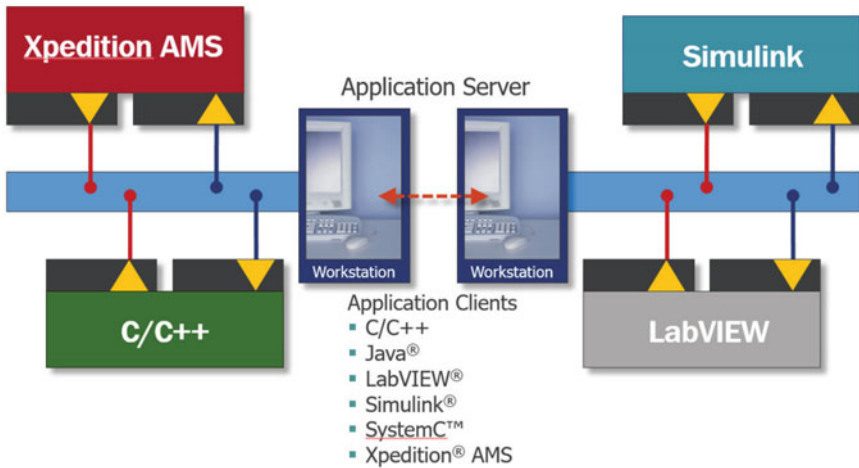 Xpedition AMS
Simulink
Application Server
Workstation
Workstation
C/C++
LabVIEW
Application Clients
▪ C/C++
▪ Java®
▪ LabVIEW®
▪ Simulink®
▪ SystemC™
▪ Xpedition® AMS